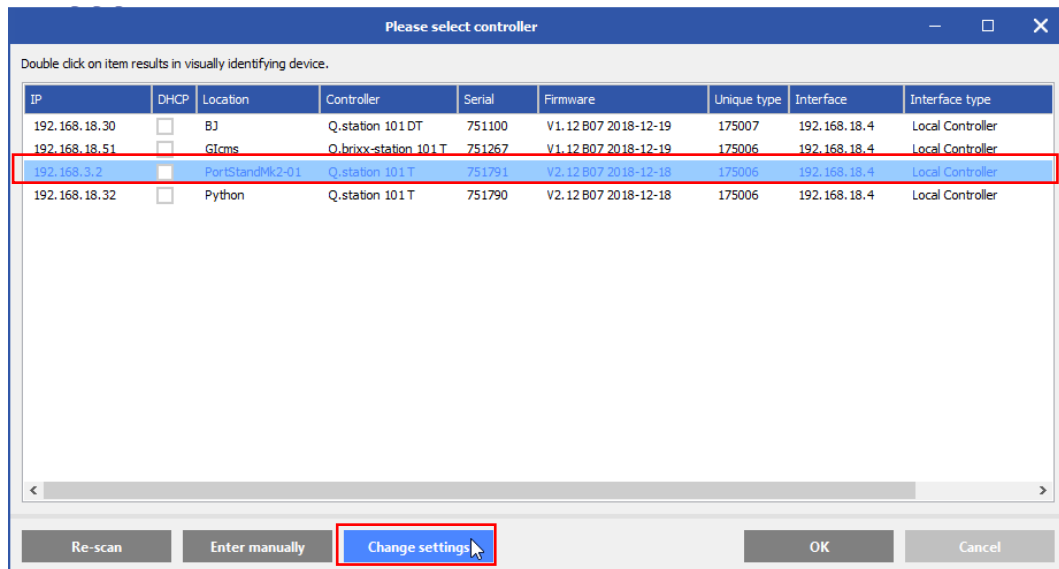 Please select controller
Double click on item results in visually identifying device.
IP DHCP Location Controller Serial Firmware Unique type Interface Interface type
192.168.18.30 BJ Q.station 101 DT 751100 V1.12 B07 2018-12-19 175007 192.168.18.4 Local Controller
192.168.18.51 GIcms Q.brixx-station 101 T 751267 V1.12 B07 2018-12-19 175006 192.168.18.4 Local Controller
192.168.3.2 PortStandMk2-01 Q.station 101 T 751791 V2.12 B07 2018-12-18 175006 192.168.18.4 Local Controller
192.168.18.32 Python Q.station 101 T 751790 V2.12 B07 2018-12-18 175006 192.168.18.4 Local Controller
Re-scan Enter manually Change settings OK Cancel